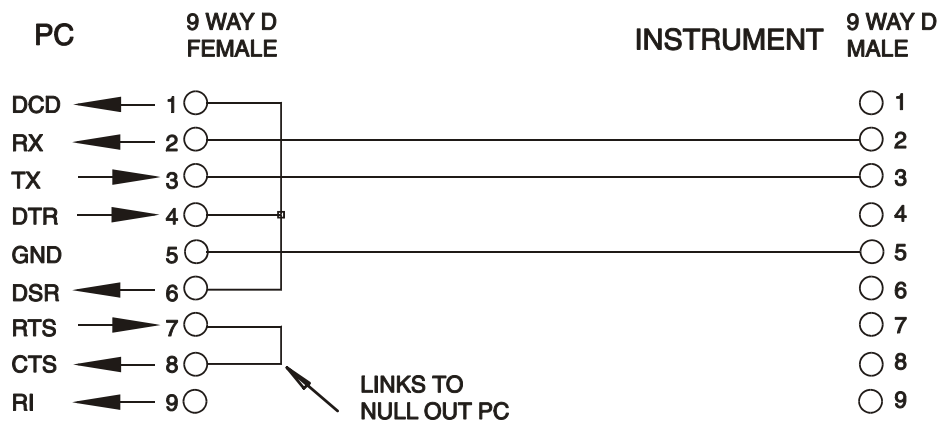 PC
9 WAY D
FEMALE
INSTRUMENT
9 WAY D
MALE
DCD 1 1
RX 2 2
TX 3 3
DTR 4 4
GND 5 5
DSR 6 6
RTS 7 7
CTS 8 8
RI 9 9
LINKS TO
NULL OUT PC